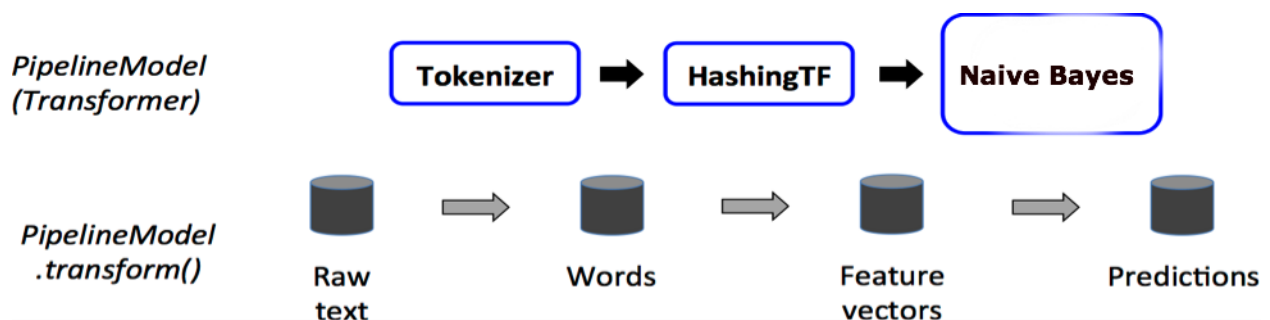 PipelineModel
(Transformer)
Tokenizer
HashingTF
Naive Bayes
PipelineModel
.transform()
Raw
text
Words
Feature
vectors
Predictions